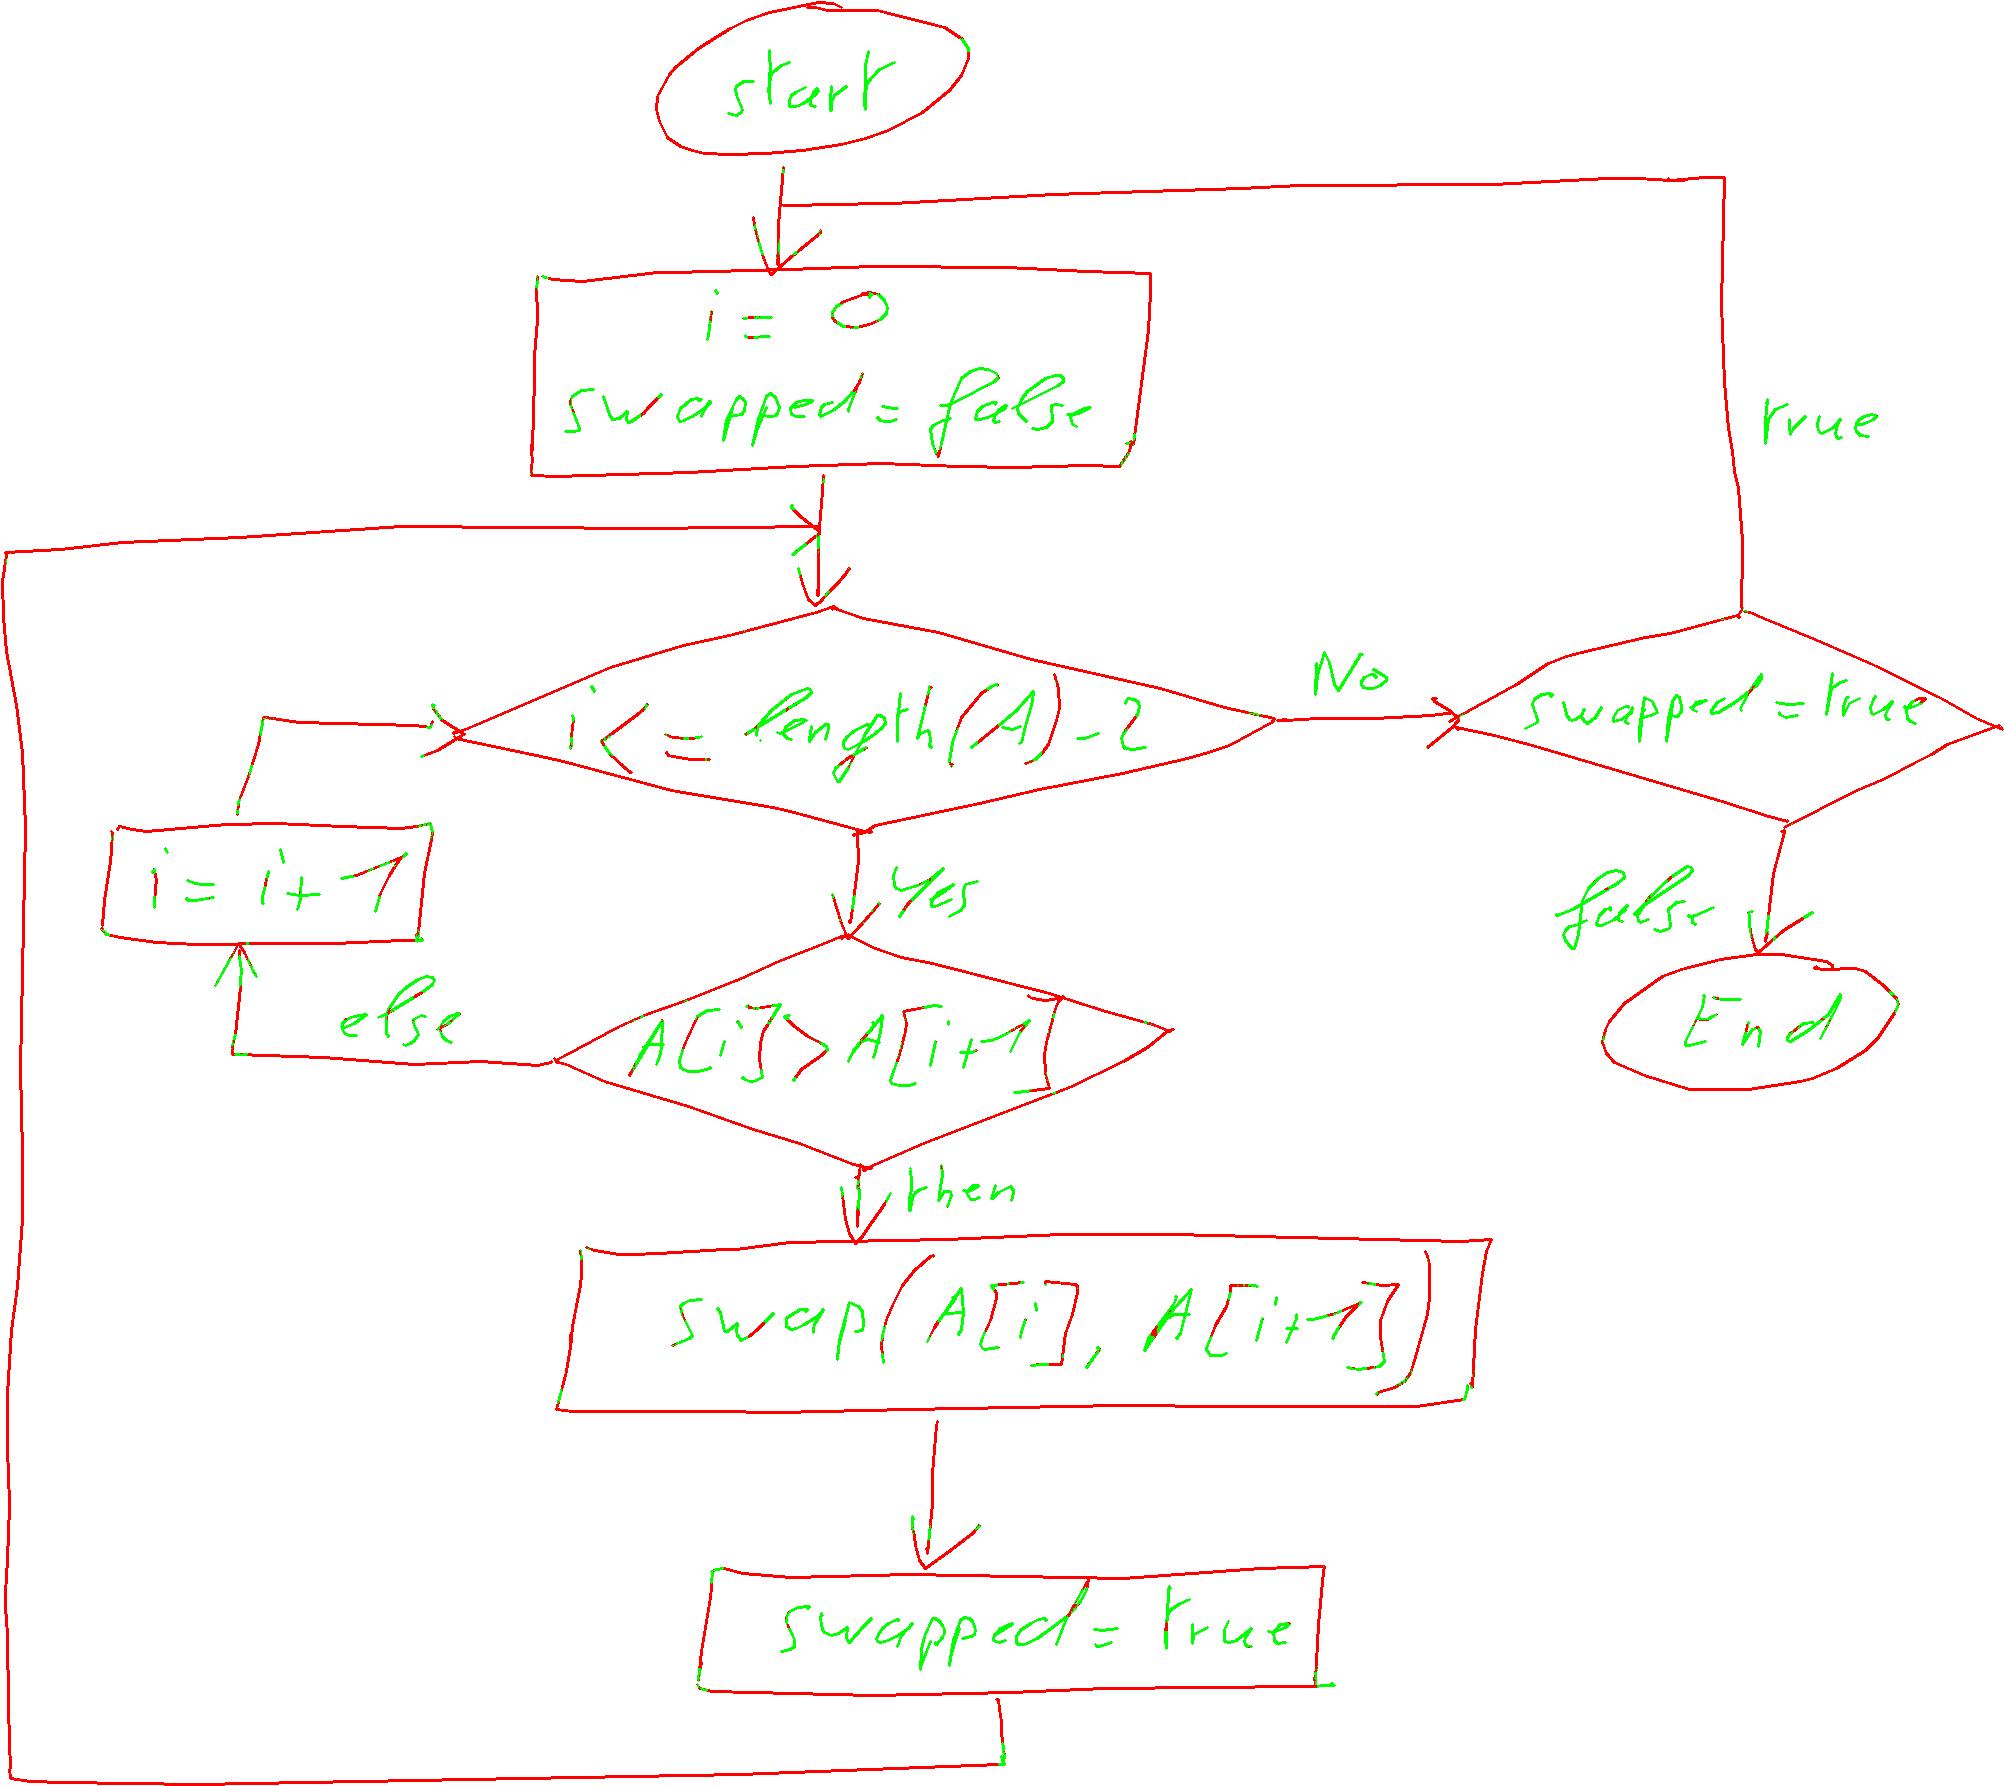 start
i = 0
swapped = false
true
i <= length(A) - 2
No
swapped = true
i = i + 1
Yes
false
else
A[i] > A[i+1]
End
then
swap(A[i], A[i+1])
swapped = true